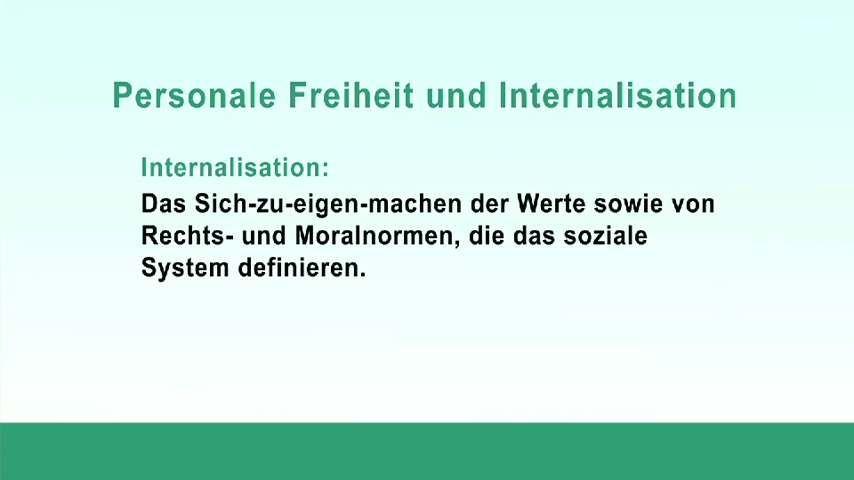 Personale Freiheit und Internalisation
Internalisation:
Das Sich-zu-eigen-machen der Werte sowie von
Rechts- und Moralnormen, die das soziale
System definieren.